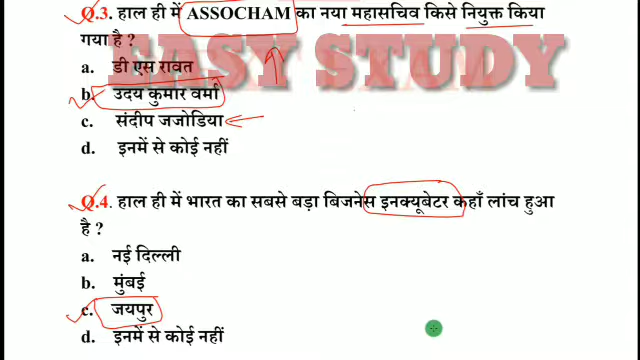 Q.3. हाल ही में ASSOCHAM का नया महासचिव किसे नियुक्त किया
गया है ?
EASY STUDY
a. डी एस रावत
b. उदय कुमार वर्मा
c. संदीप जजोडिया
d. इनमें से कोई नहीं
Q.4. हाल ही में भारत का सबसे बड़ा बिजनेस इनक्यूबेटर कहाँ लांच हुआ
है ?
a. नई दिल्ली
b. मुंबई
c. जयपुर
d. इनमें से कोई नहीं